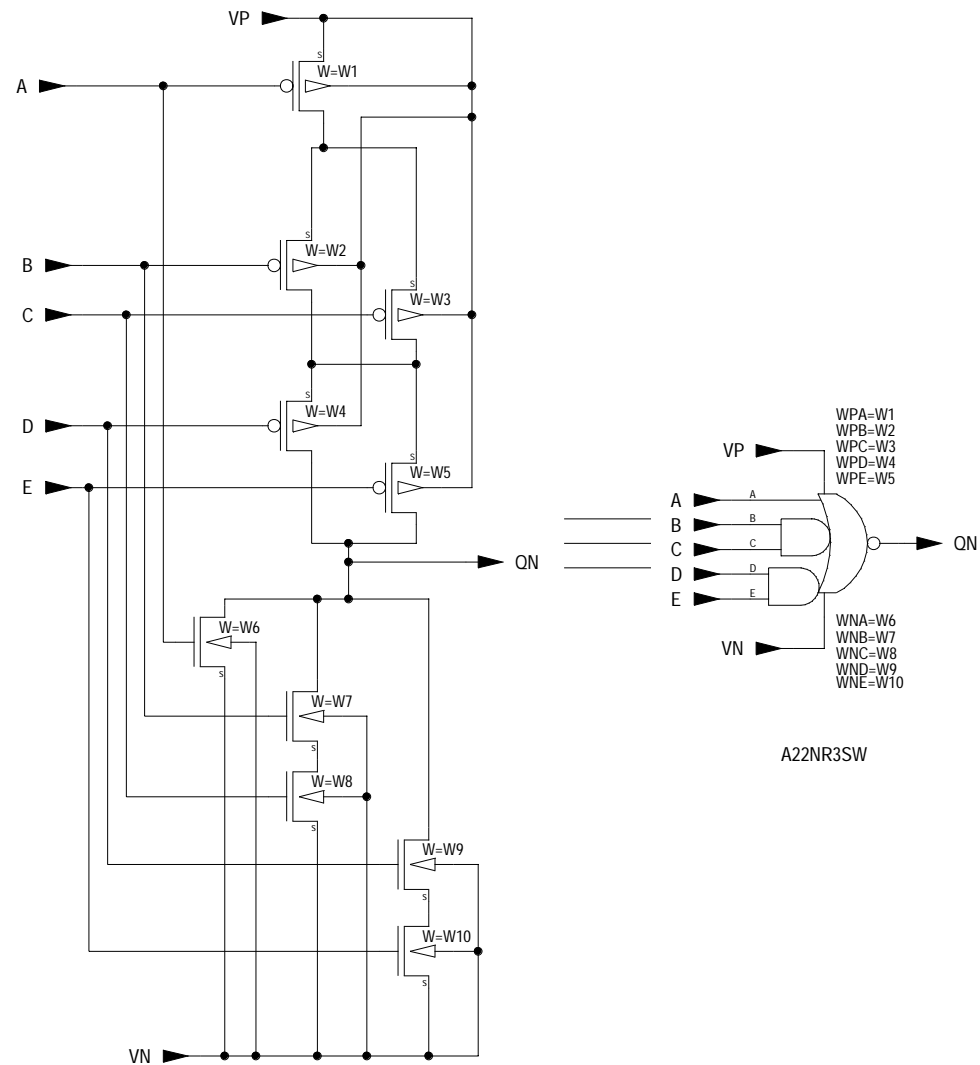 VP
s
W=W1
A
s
W=W2
B
s
W=W3
C
s
W=W4
D
s
W=W5
E
QN
W=W6
s
W=W7
s
W=W8
s
W=W9
s
W=W10
s
VN
WPA=W1
WPB=W2
WPC=W3
WPD=W4
WPE=W5
VP
A A
B B
C C
D D
E E
QN
VN
WNA=W6
WNB=W7
WNC=W8
WND=W9
WNE=W10
A22NR3SW